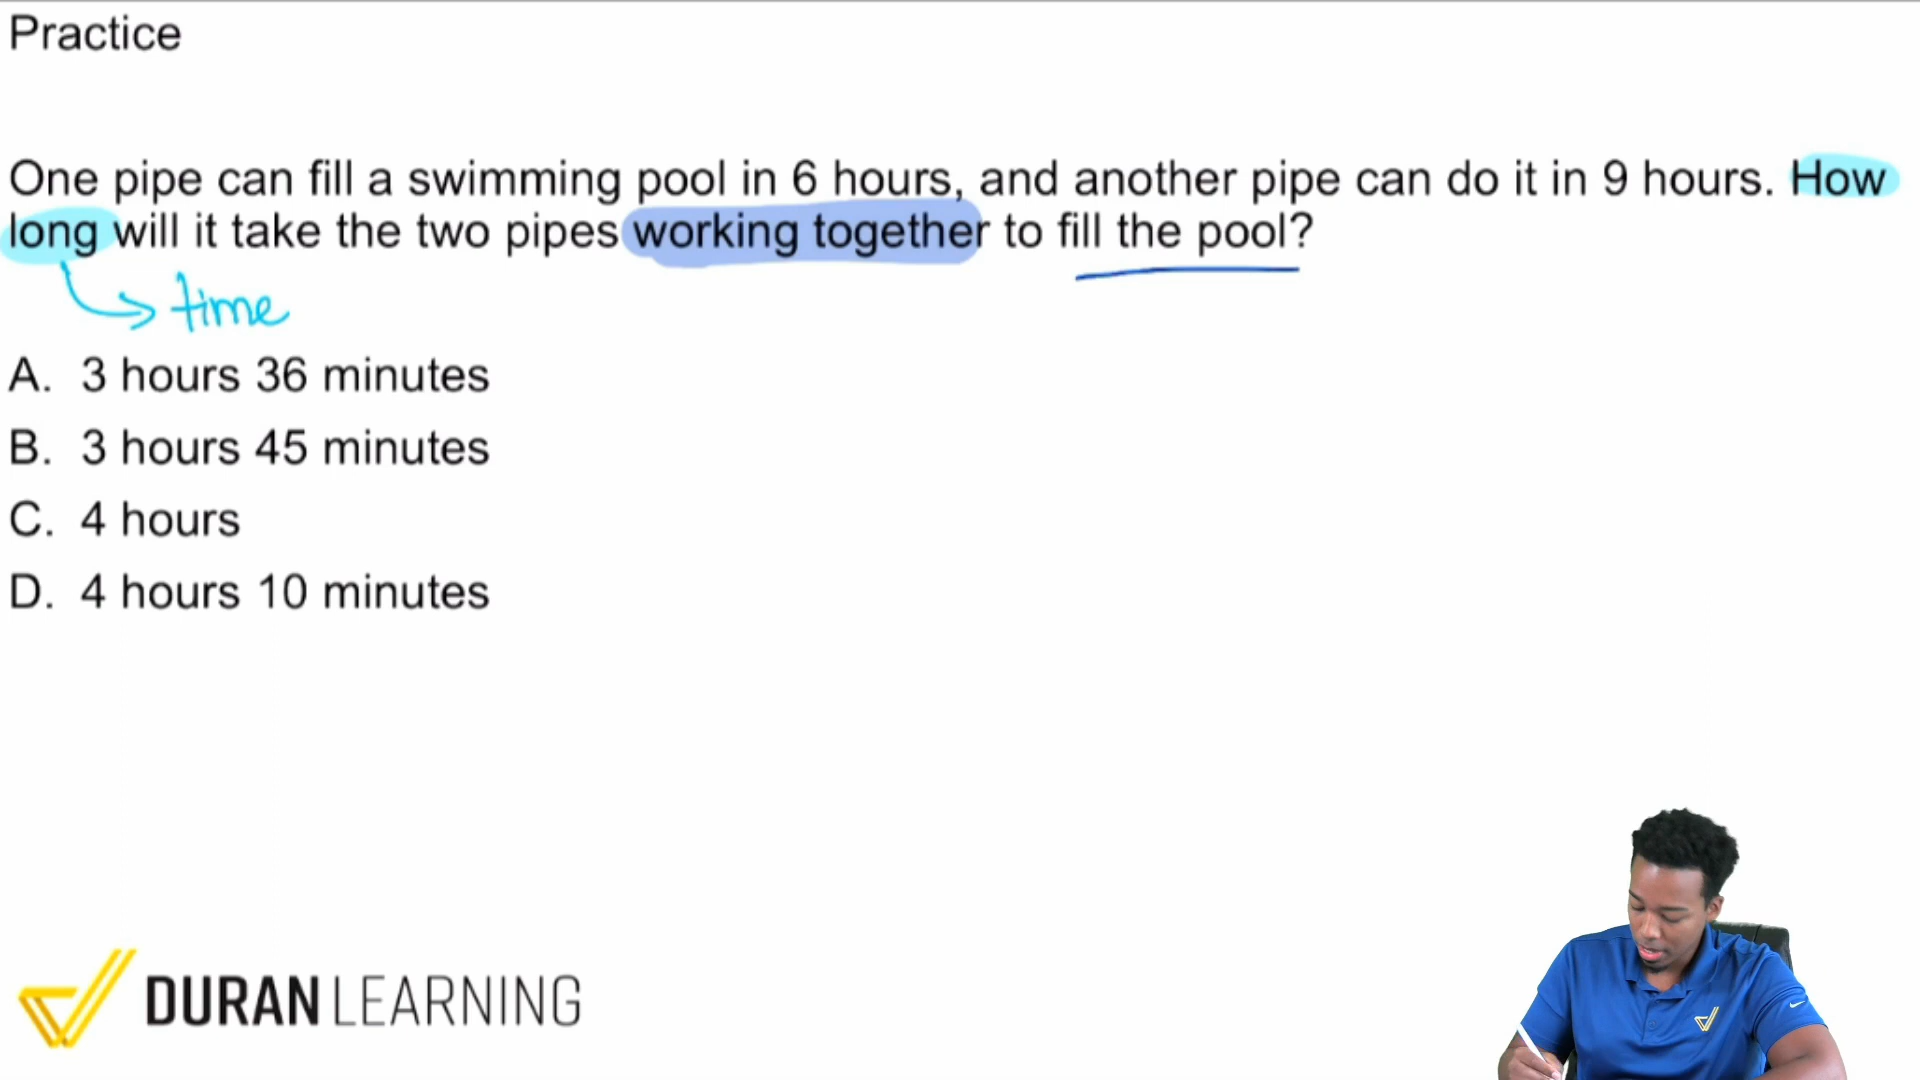 Practice
One pipe can fill a swimming pool in 6 hours, and another pipe can do it in 9 hours. How
long will it take the two pipes working together to fill the pool?
time
A. 3 hours 36 minutes
B. 3 hours 45 minutes
C. 4 hours
D. 4 hours 10 minutes
DURAN LEARNING